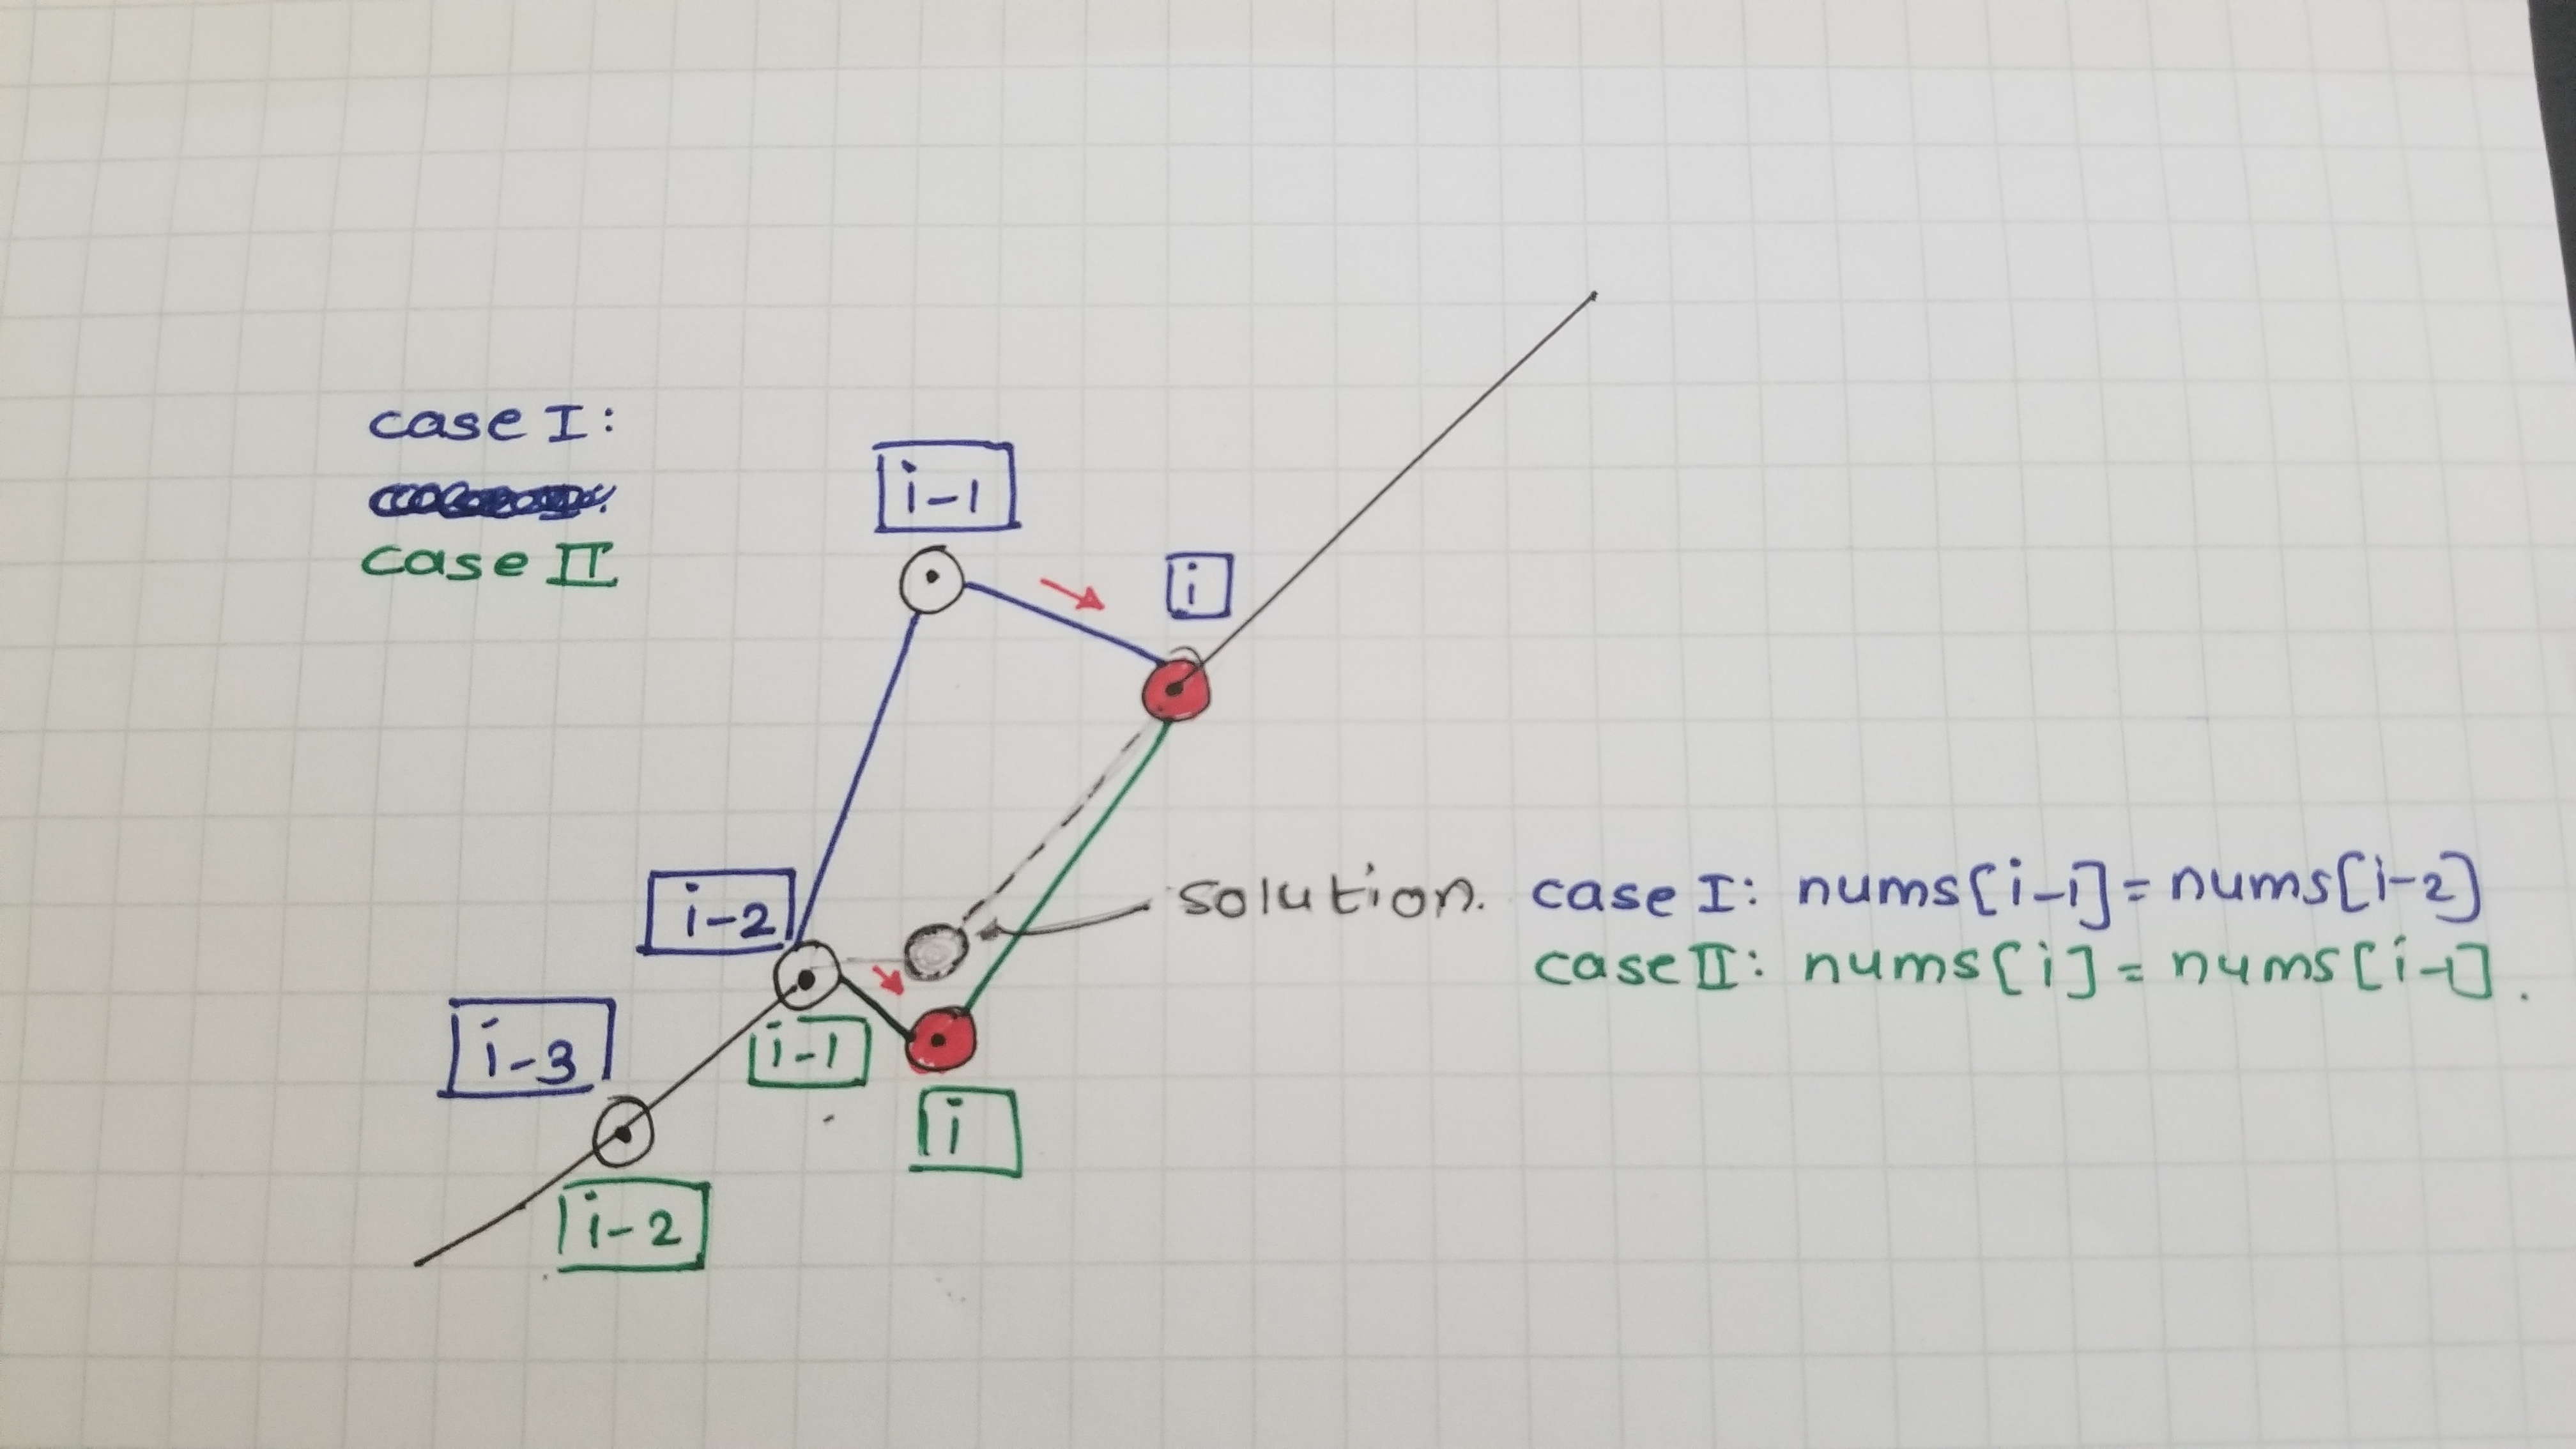 case I:
case II
i-1
i
i-2
solution.
case I: nums[i-1]=nums[i-2]
case II: nums[i]=nums[i-1].
i-3
i-1
i
i-2